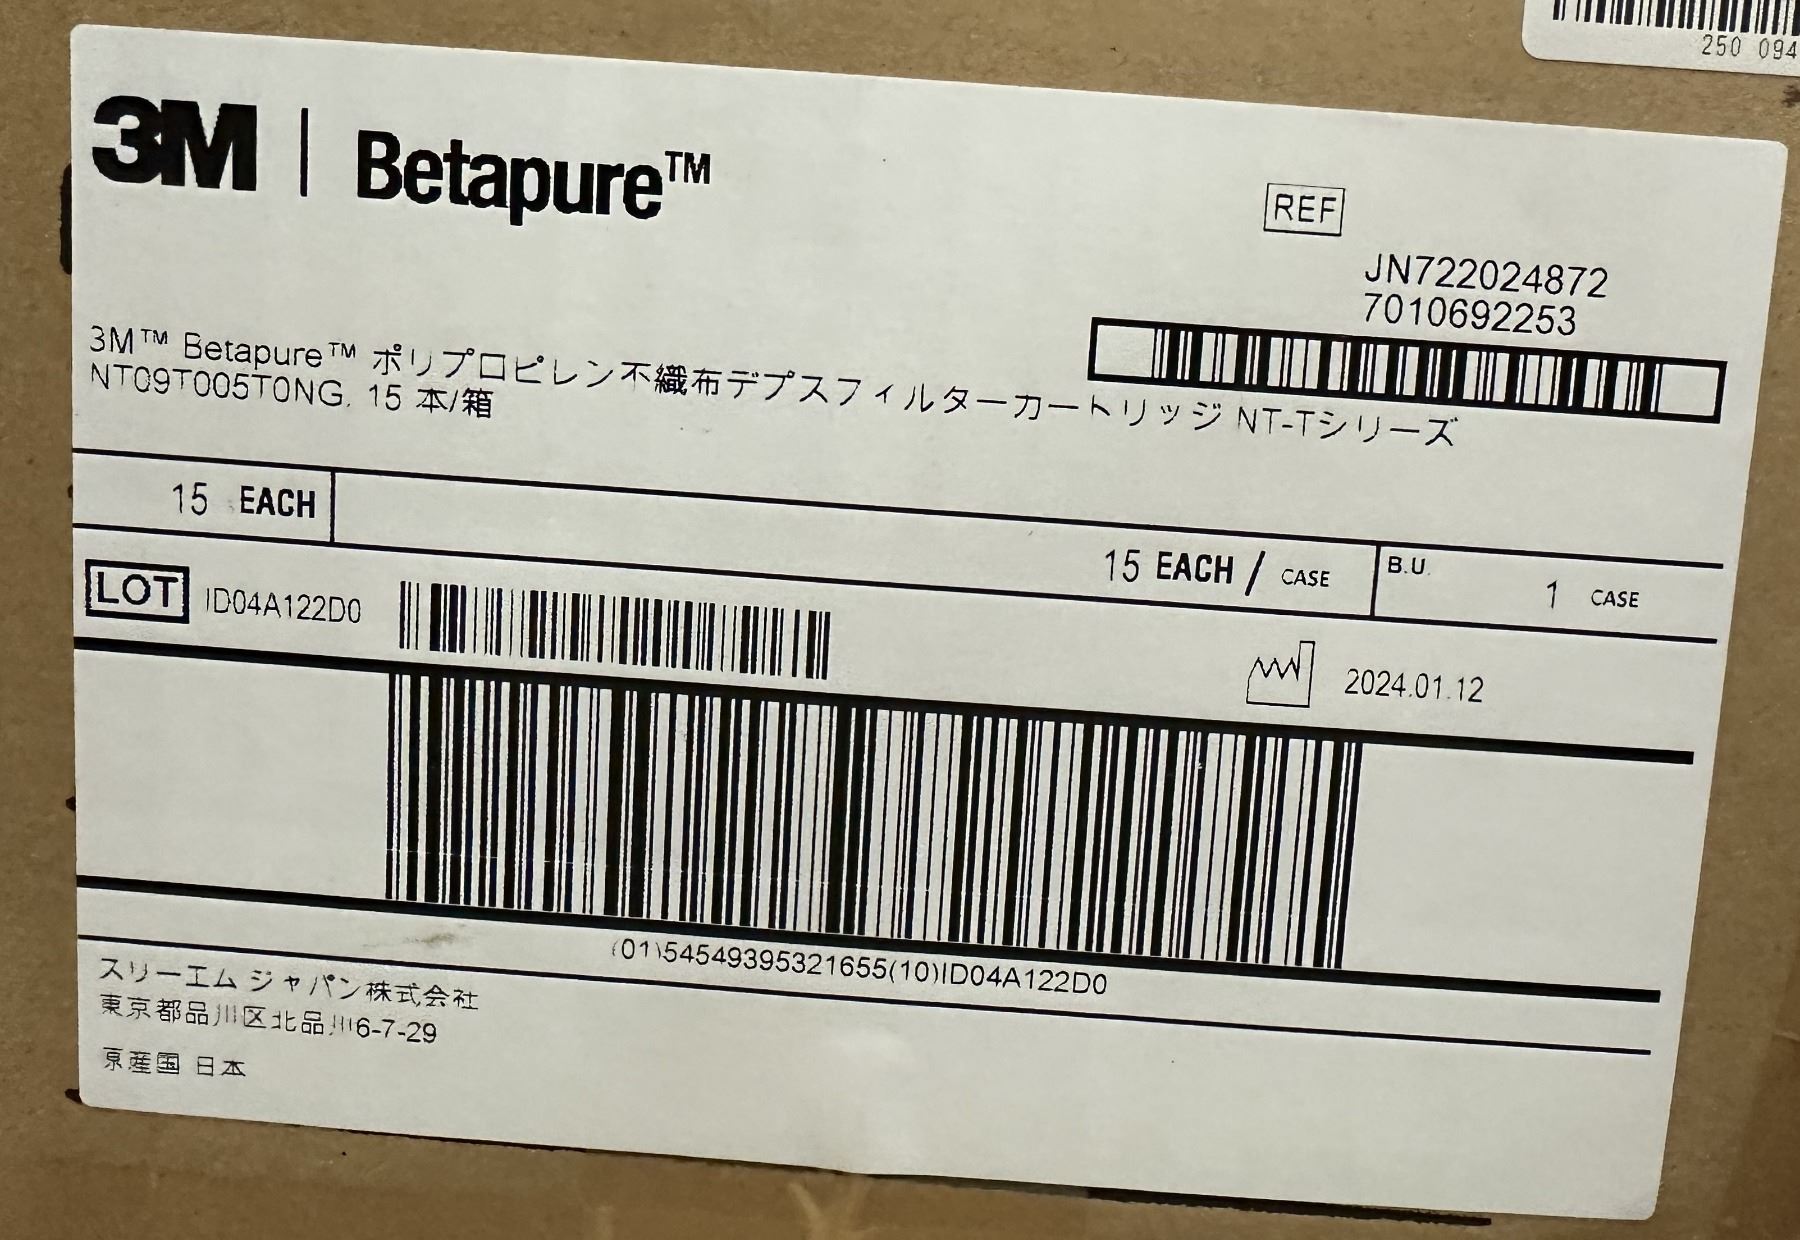 250 094
3M | Betapure™
REF
JN722024872
7010692253
3M™ Betapure™ ポリプロピレン不織布デプスフィルターカートリッジ NT-Tシリーズ
NT09T005T0NG, 15 本/箱
15 EACH
15 EACH / CASE
B.U. 1 CASE
LOT ID04A122D0
2024.01.12
(01)54549395321655(10)ID04A122D0
スリーエム ジャパン株式会社
東京都品川区北品川6-7-29
原産国 日本